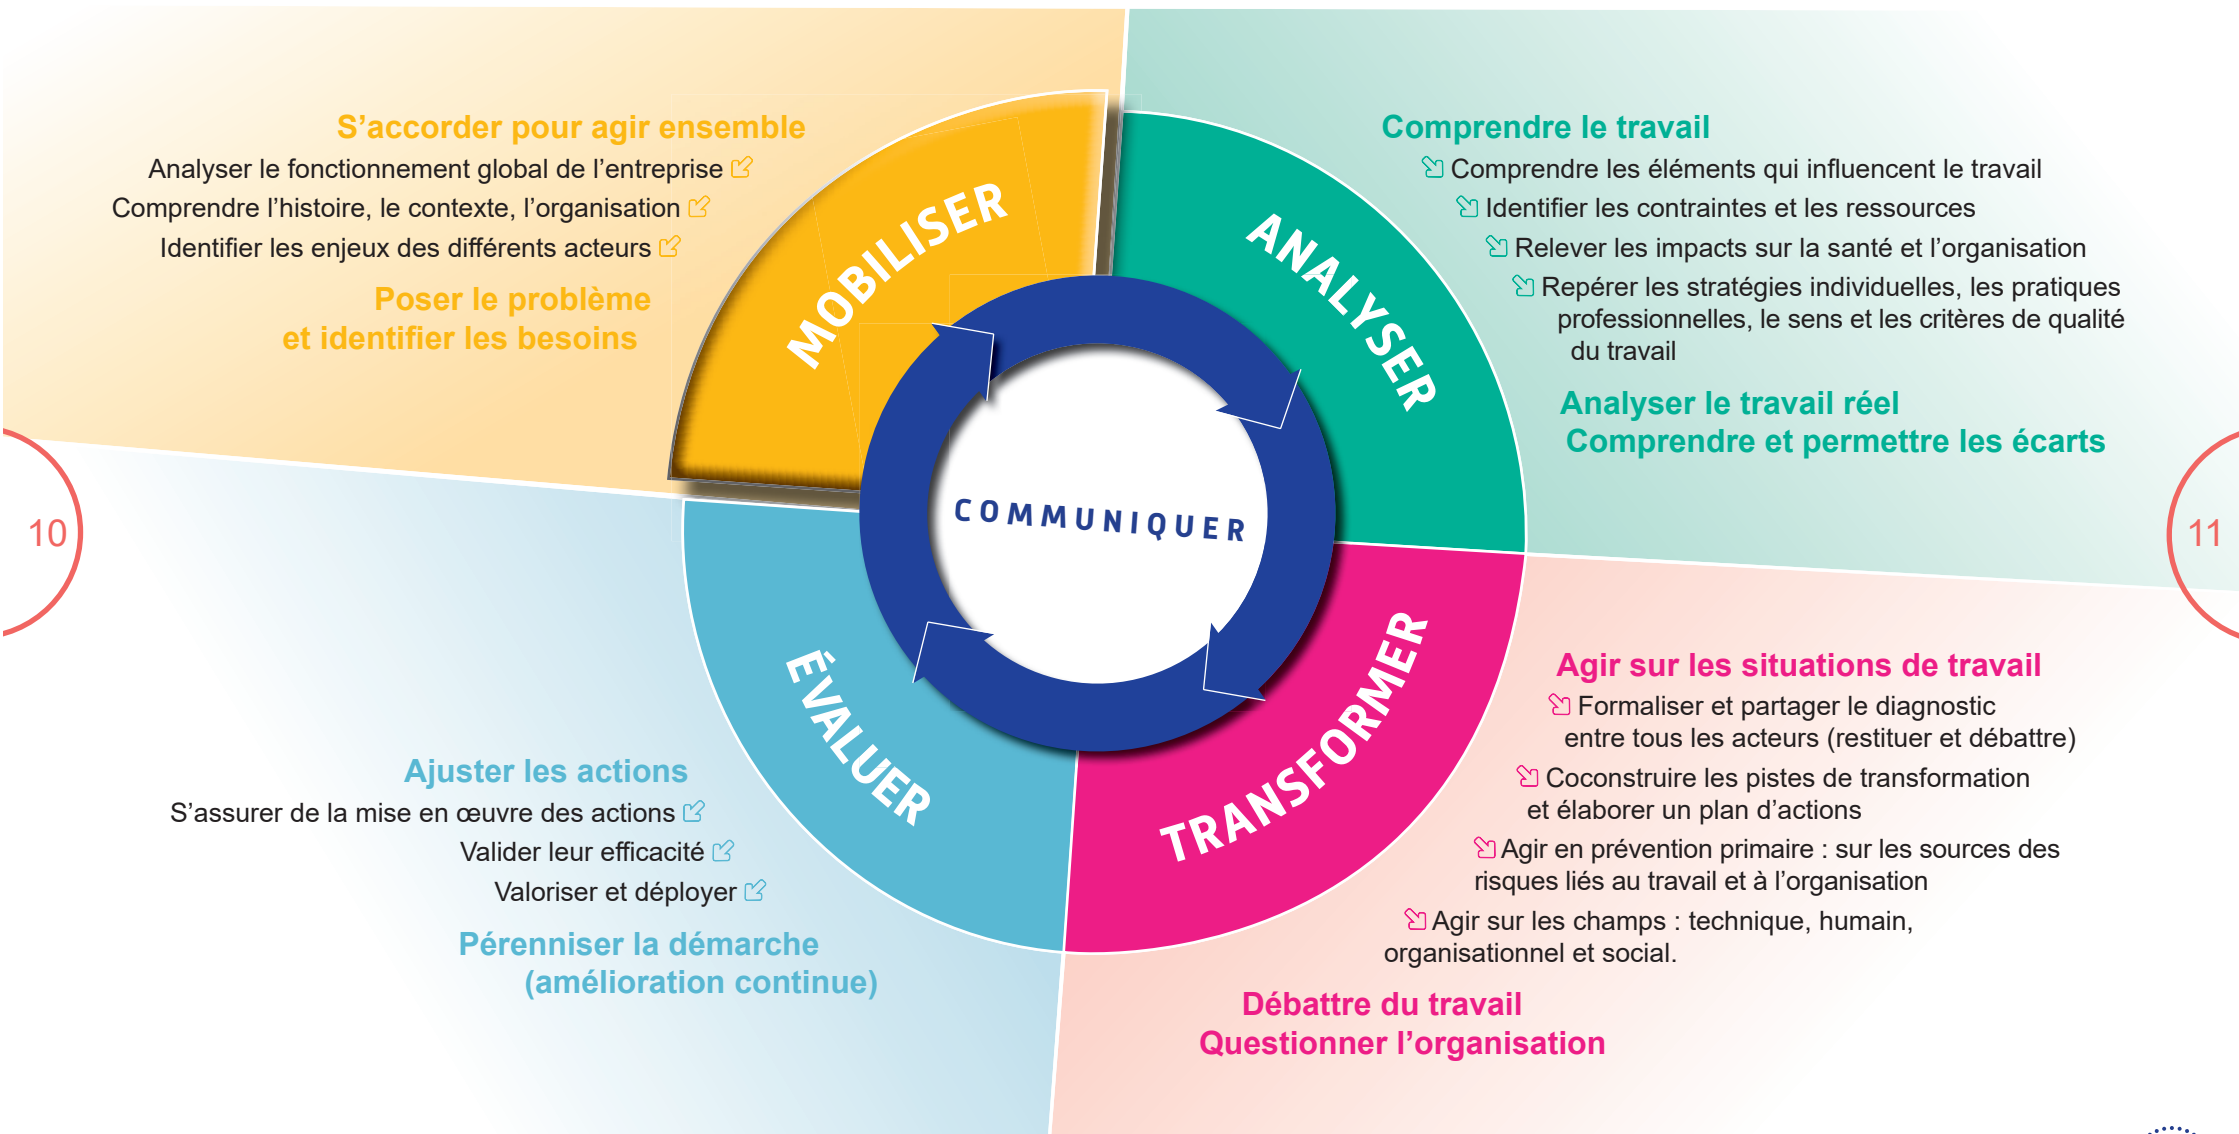 S’accorder pour agir ensemble
Analyser le fonctionnement global de l’entreprise
Comprendre l’histoire, le contexte, l’organisation
Identifier les enjeux des différents acteurs
Poser le problème
et identifier les besoins
MOBILISER
ANALYSER
Comprendre le travail
Comprendre les éléments qui influencent le travail
Identifier les contraintes et les ressources
Relever les impacts sur la santé et l’organisation
Repérer les stratégies individuelles, les pratiques
professionnelles, le sens et les critères de qualité
du travail
Analyser le travail réel
Comprendre et permettre les écarts
10
COMMUNIQUER
11
ÉVALUER
TRANSFORMER
Ajuster les actions
S’assurer de la mise en œuvre des actions
Valider leur efficacité
Valoriser et déployer
Pérenniser la démarche
(amélioration continue)
Agir sur les situations de travail
Formaliser et partager le diagnostic
entre tous les acteurs (restituer et débattre)
Coconstruire les pistes de transformation
et élaborer un plan d’actions
Agir en prévention primaire : sur les sources des
risques liés au travail et à l’organisation
Agir sur les champs : technique, humain,
organisationnel et social.
Débattre du travail
Questionner l’organisation